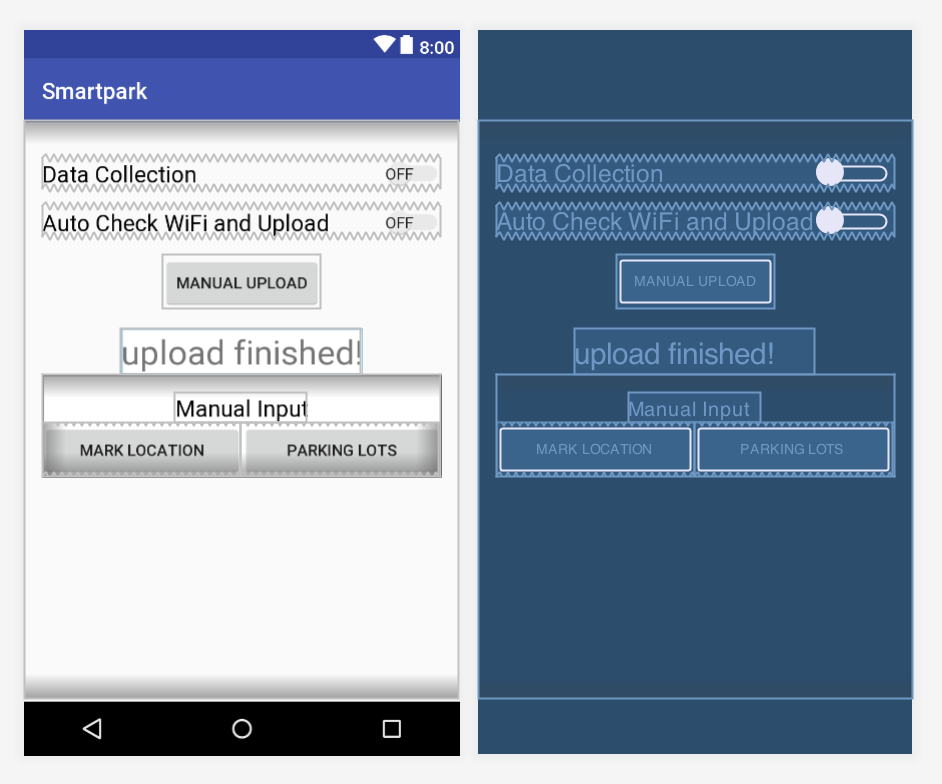 8:00
Smartpark
Data Collection OFF
Auto Check WiFi and Upload OFF
MANUAL UPLOAD
upload finished!
Manual Input
MARK LOCATION PARKING LOTS
Data Collection
Auto Check WiFi and Upload
MANUAL UPLOAD
upload finished!
Manual Input
MARK LOCATION PARKING LOTS